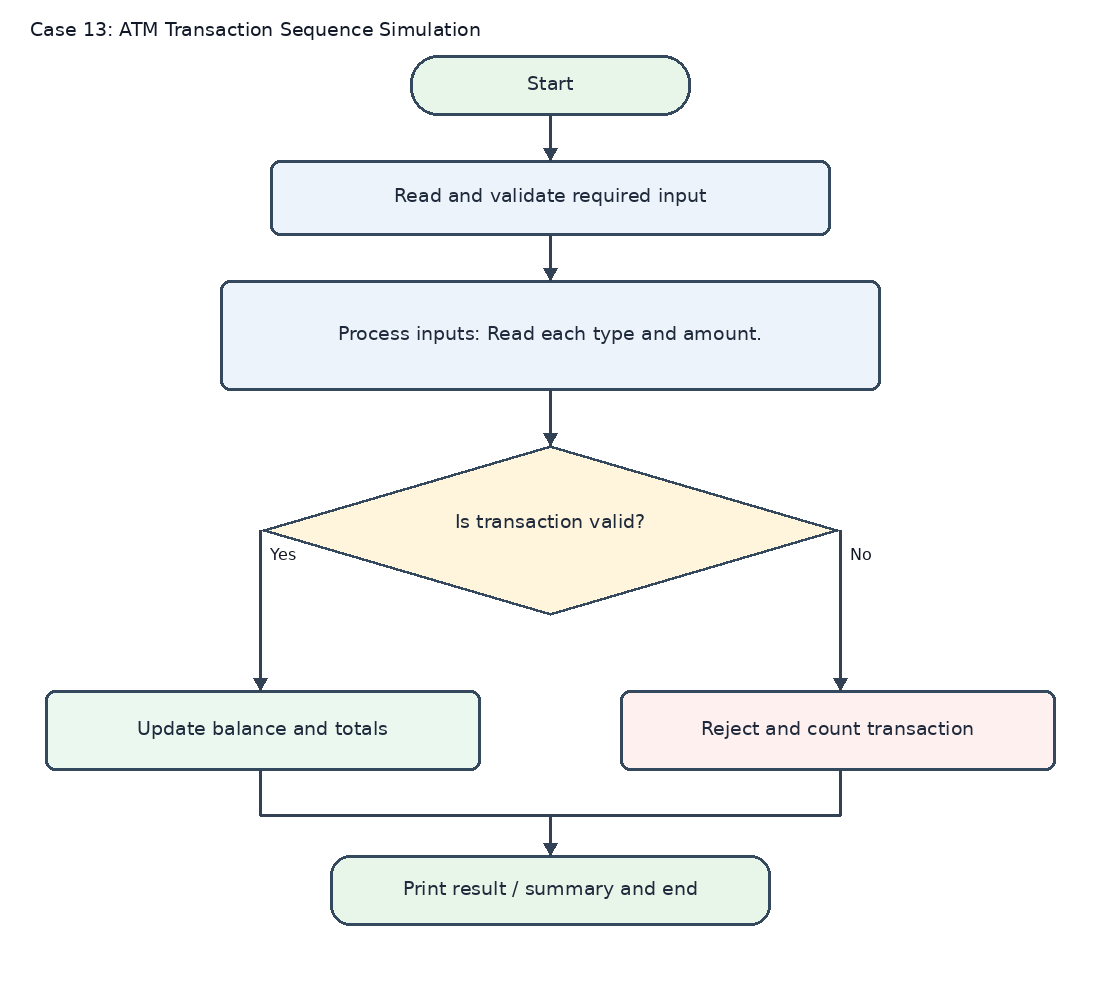 Case 13: ATM Transaction Sequence Simulation
Start
Read and validate required input
Process inputs: Read each type and amount.
Is transaction valid?
Yes
No
Update balance and totals
Reject and count transaction
Print result / summary and end